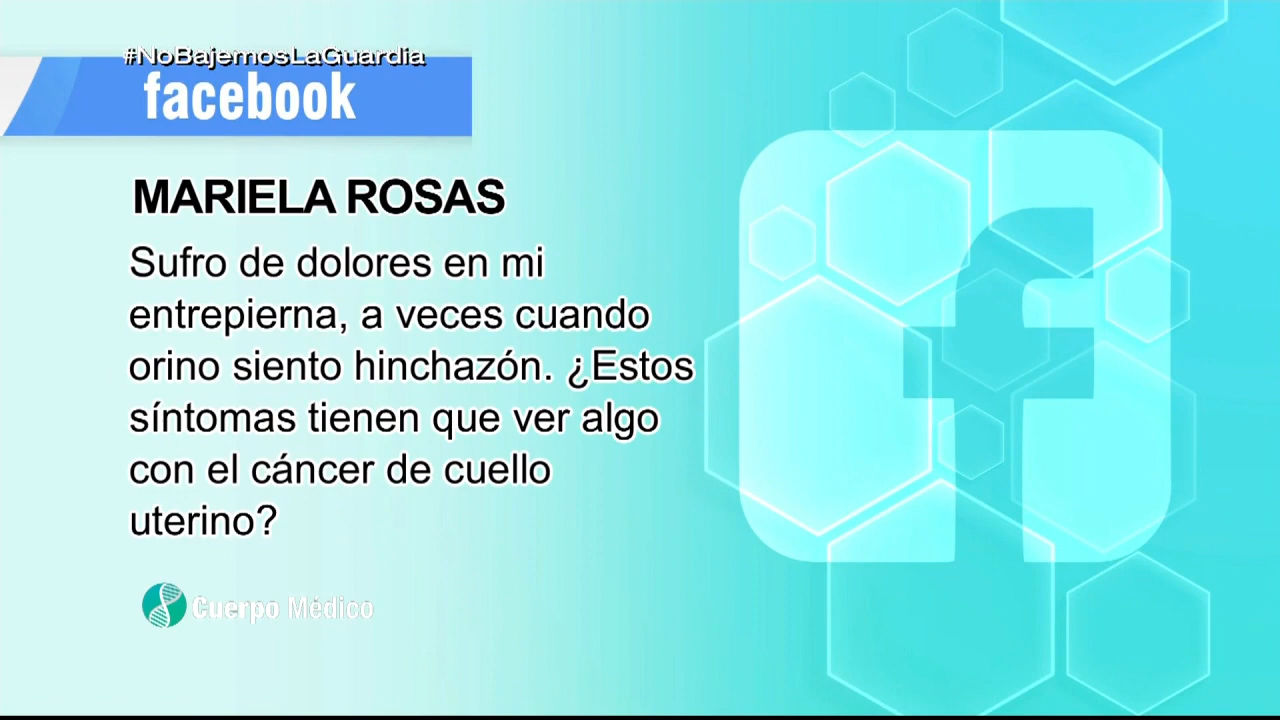 #NoBajemosLaGuardia
facebook
MARIELA ROSAS
Sufro de dolores en mi
entrepierna, a veces cuando
orino siento hinchazón. ¿Estos
síntomas tienen que ver algo
con el cáncer de cuello
uterino?
Cuerpo Médico